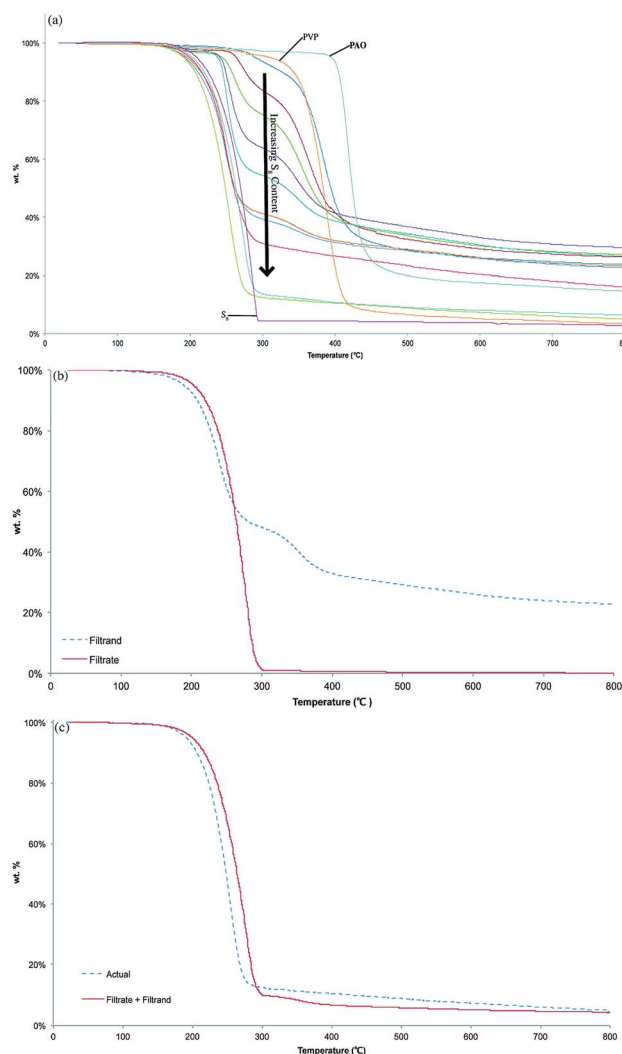 (a)
PVP
PAO
100%
80%
60%
40%
20%
0%
wt. %
Increasing S8 Content
S8
0
100
200
300
400
500
600
700
Temperature (°C)
(b)
100%
80%
60%
40%
20%
0%
wt. %
Filtrand
Filtrate
0
100
200
300
400
500
600
700
800
Temperature (°C )
(c)
100%
80%
60%
40%
20%
0%
wt. %
Actual
Filtrate + Filtrand
0
100
200
300
400
500
600
700
800
Temperature (°C)